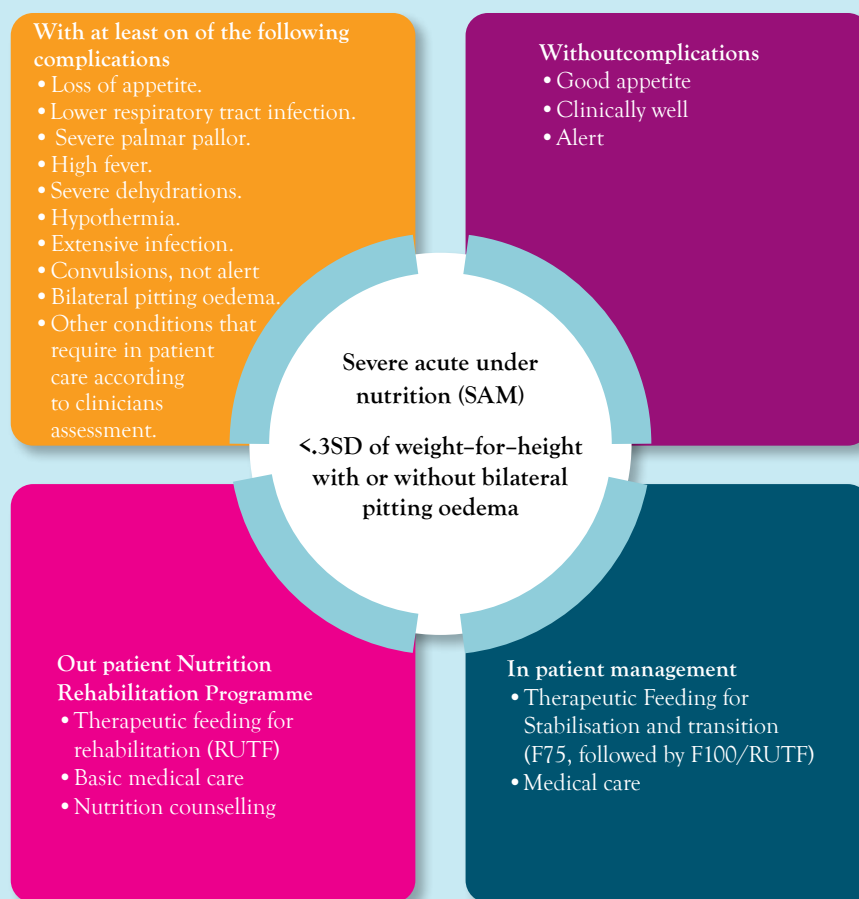 With at least on of the following
complications
• Loss of appetite.
• Lower respiratory tract infection.
• Severe palmar pallor.
• High fever.
• Severe dehydrations.
• Hypothermia.
• Extensive infection.
• Convulsions, not alert
• Bilateral pitting oedema.
• Other conditions that
require in patient
care according
to clinicians
assessment.
Withoutcomplications
• Good appetite
• Clinically well
• Alert
Severe acute under
nutrition (SAM)
<.3SD of weight-for-height
with or without bilateral
pitting oedema
Out patient Nutrition
Rehabilitation Programme
• Therapeutic feeding for
rehabilitation (RUTF)
• Basic medical care
• Nutrition counselling
In patient management
• Therapeutic Feeding for
Stabilisation and transition
(F75, followed by F100/RUTF)
• Medical care